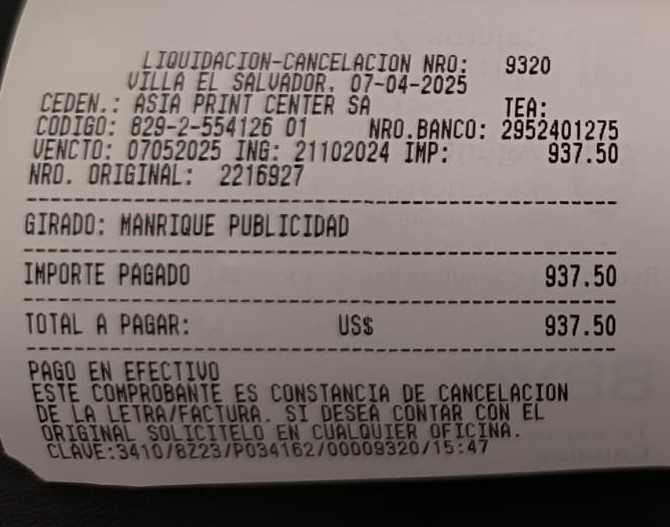 LIQUIDACION-CANCELACION NRO: 9320
VILLA EL SALVADOR, 07-04-2025
CEDEN.: ASIA PRINT CENTER SA TEA:
CODIGO: 829-2-554126 01 NRO.BANCO: 2952401275
VENCTO: 07052025 ING: 21102024 IMP: 937.50
NRO. ORIGINAL: 2216927
GIRADO: MANRIQUE PUBLICIDAD
IMPORTE PAGADO 937.50
TOTAL A PAGAR: US$ 937.50
PAGO EN EFECTIVO
ESTE COMPROBANTE ES CONSTANCIA DE CANCELACION
DE LA LETRA/FACTURA. SI DESEA CONTAR CON EL
ORIGINAL SOLICITELO EN CUALQUIER OFICINA.
CLAVE:3410/8Z23/P034162/00009320/15:47